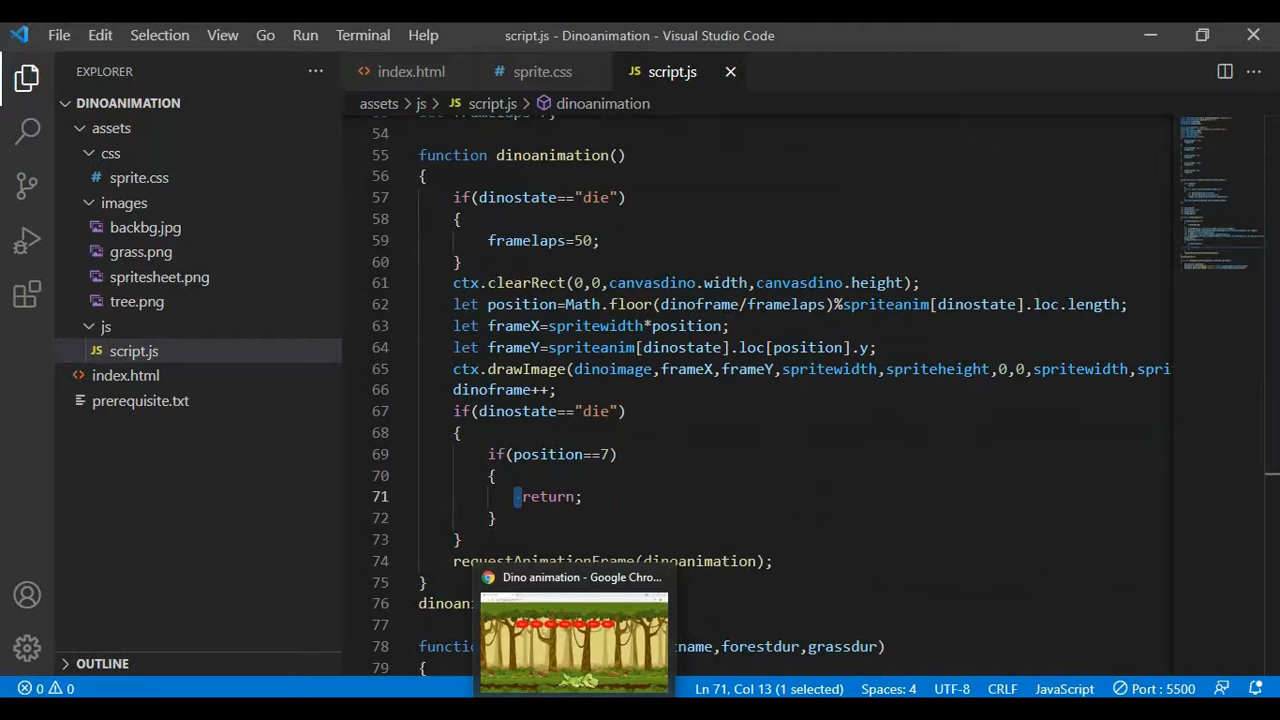 File Edit Selection View Go Run Terminal Help script.js - Dinoanimation - Visual Studio Code
EXPLORER
index.html
sprite.css
JS script.js
DINOANIMATION
assets > js > JS script.js > dinoanimation
assets
css
sprite.css
images
backbg.jpg
grass.png
spritesheet.png
tree.png
js
JS script.js
index.html
prerequisite.txt
OUTLINE
54
55 function dinoanimation()
56 {
57 if(dinostate=="die")
58 {
59 framelaps=50;
60 }
61 ctx.clearRect(0,0,canvasdino.width,canvasdino.height);
62 let position=Math.floor(dinoframe/framelaps)%spriteanim[dinostate].loc.length;
63 let frameX=spritewidth*position;
64 let frameY=spriteanim[dinostate].loc[position].y;
65 ctx.drawImage(dinoimage,frameX,frameY,spritewidth,spriteheight,0,0,spritewidth,spri
66 dinoframe++;
67 if(dinostate=="die")
68 {
69 if(position==7)
70 {
71 return;
72 }
73 }
74 requestAnimationFrame(dinoanimation);
75 }
76 dinoani
77
78 functi name,forestdur,grassdur)
79 {
Dino animation - Google Chro...
0 0 Ln 71, Col 13 (1 selected) Spaces: 4 UTF-8 CRLF JavaScript Port : 5500